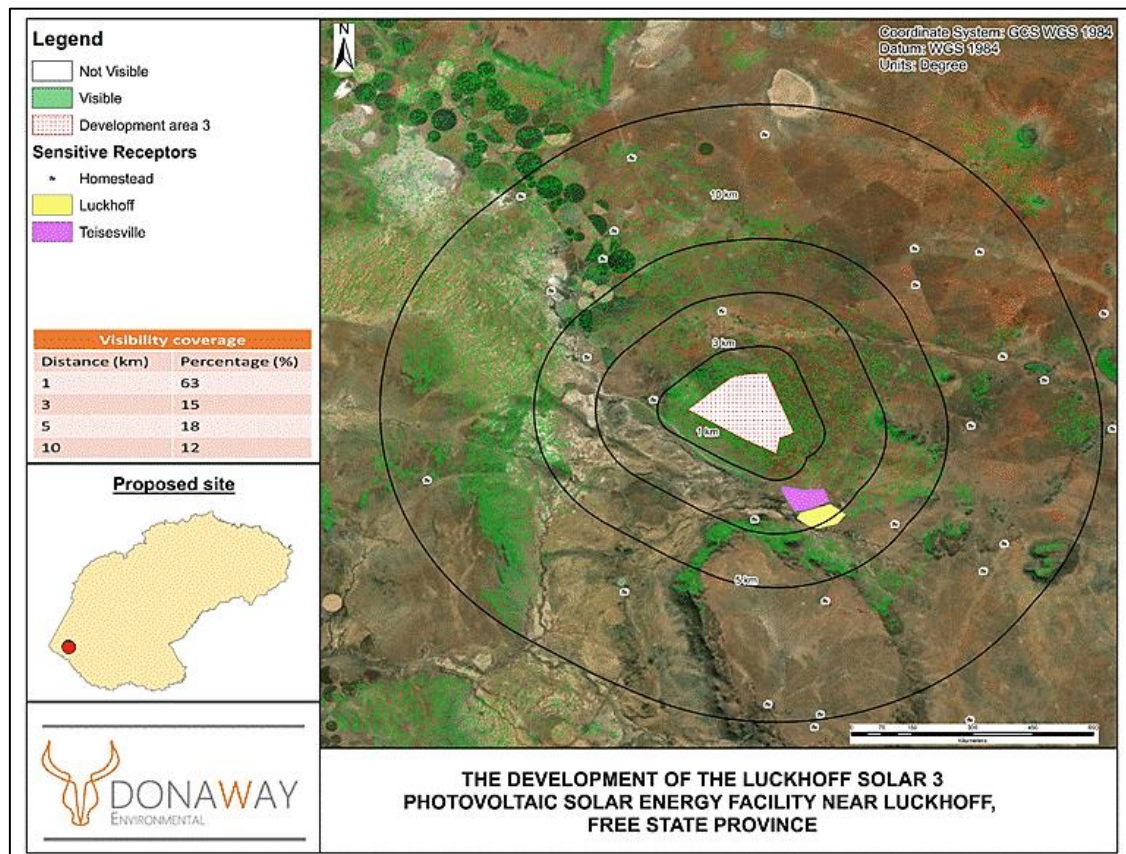 Legend
Not Visible
Visible
Development area 3
Sensitive Receptors
Homestead
Luckhoff
Teisesville
Visibility coverage
Distance (km) Percentage (%)
1 63
3 15
5 18
10 12
Proposed site
DONAWAY
ENVIRONMENTAL
N
Coordinate System: GCS WGS 1984
Datum: WGS 1984
Units: Degree
10 km
3 km
1 km
5 km
Kilometers
THE DEVELOPMENT OF THE LUCKHOFF SOLAR 3
PHOTOVOLTAIC SOLAR ENERGY FACILITY NEAR LUCKHOFF,
FREE STATE PROVINCE